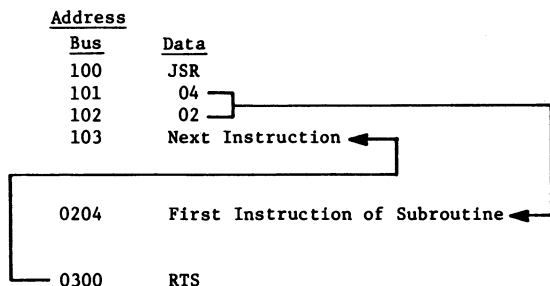 Address
Bus Data
100 JSR
101 04
102 02
103 Next Instruction
0204 First Instruction of Subroutine
0300 RTS